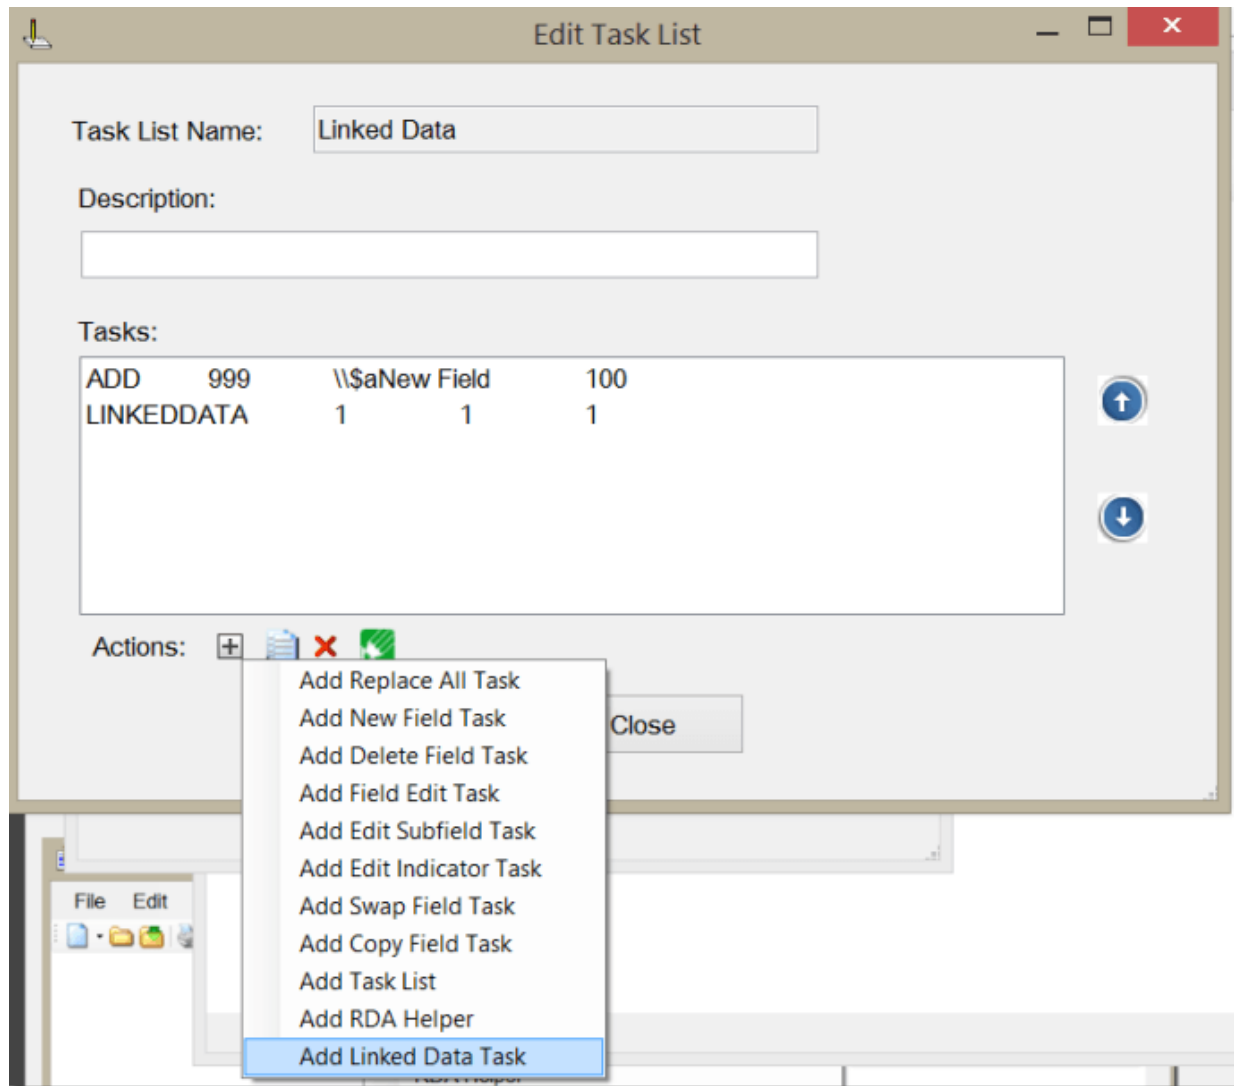 Edit Task List
Task List Name: Linked Data
Description:
Tasks:
ADD 999 \\$aNew Field 100
LINKEDDATA 1 1 1
Actions:
Add Replace All Task
Add New Field Task
Close
Add Delete Field Task
Add Field Edit Task
Add Edit Subfield Task
Add Edit Indicator Task
File Edit
Add Swap Field Task
Add Copy Field Task
Add Task List
Add RDA Helper
Add Linked Data Task
RDA Helper